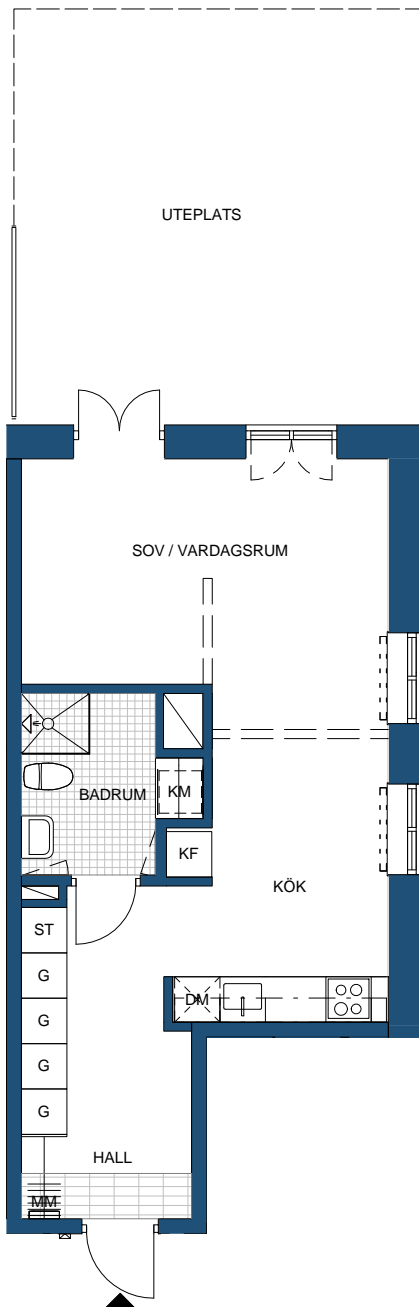 UTEPLATS
SOV / VARDAGSRUM
BADRUM
KM
KF
KÖK
ST
G
G
G
G
DM
HALL
MM